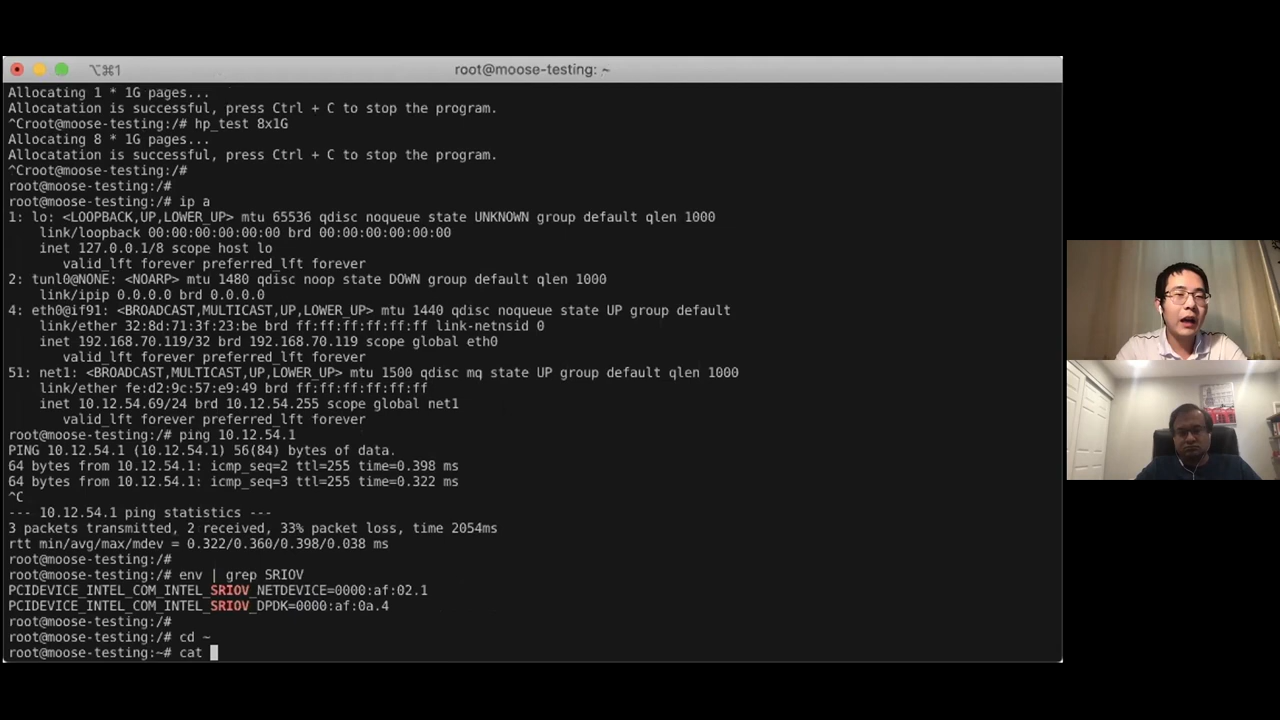 ⌥⌘1
root@moose-testing: ~
Allocating 1 * 1G pages...
Allocatation is successful, press Ctrl + C to stop the program.
^Croot@moose-testing:/# hp_test 8x1G
Allocating 8 * 1G pages...
Allocatation is successful, press Ctrl + C to stop the program.
^Croot@moose-testing:/#
root@moose-testing:/#
root@moose-testing:/# ip a
1: lo: <LOOPBACK,UP,LOWER_UP> mtu 65536 qdisc noqueue state UNKNOWN group default qlen 1000
    link/loopback 00:00:00:00:00:00 brd 00:00:00:00:00:00
    inet 127.0.0.1/8 scope host lo
       valid_lft forever preferred_lft forever
2: tunl0@NONE: <NOARP> mtu 1480 qdisc noop state DOWN group default qlen 1000
    link/ipip 0.0.0.0 brd 0.0.0.0
4: eth0@if91: <BROADCAST,MULTICAST,UP,LOWER_UP> mtu 1440 qdisc noqueue state UP group default
    link/ether 32:8d:71:3f:23:be brd ff:ff:ff:ff:ff:ff link-netnsid 0
    inet 192.168.70.119/32 brd 192.168.70.119 scope global eth0
       valid_lft forever preferred_lft forever
51: net1: <BROADCAST,MULTICAST,UP,LOWER_UP> mtu 1500 qdisc mq state UP group default qlen 1000
    link/ether fe:d2:9c:57:e9:49 brd ff:ff:ff:ff:ff:ff
    inet 10.12.54.69/24 brd 10.12.54.255 scope global net1
       valid_lft forever preferred_lft forever
root@moose-testing:/# ping 10.12.54.1
PING 10.12.54.1 (10.12.54.1) 56(84) bytes of data.
64 bytes from 10.12.54.1: icmp_seq=2 ttl=255 time=0.398 ms
64 bytes from 10.12.54.1: icmp_seq=3 ttl=255 time=0.322 ms
^C
--- 10.12.54.1 ping statistics ---
3 packets transmitted, 2 received, 33% packet loss, time 2054ms
rtt min/avg/max/mdev = 0.322/0.360/0.398/0.038 ms
root@moose-testing:/#
root@moose-testing:/# env | grep SRIOV
PCIDEVICE_INTEL_COM_INTEL_SRIOV_NETDEVICE=0000:af:02.1
PCIDEVICE_INTEL_COM_INTEL_SRIOV_DPDK=0000:af:0a.4
root@moose-testing:/#
root@moose-testing:/# cd ~
root@moose-testing:~# cat